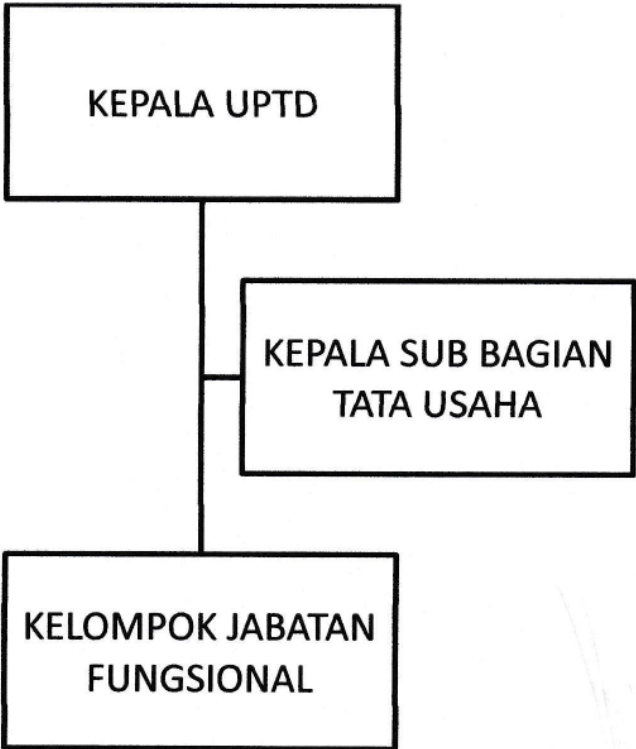 KEPALA UPTD
KEPALA SUB BAGIAN
TATA USAHA
KELOMPOK JABATAN
FUNGSIONAL